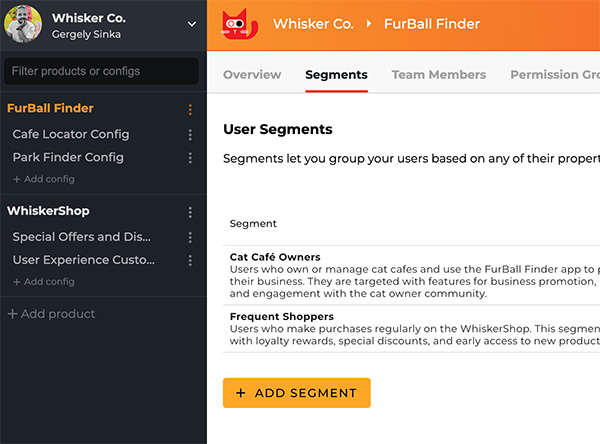 Whisker Co.
Gergely Sinka
Filter products or configs
FurBall Finder
Cafe Locator Config
Park Finder Config
+ Add config
WhiskerShop
Special Offers and Dis...
User Experience Custo...
+ Add config
+ Add product
Whisker Co. FurBall Finder
Overview Segments Team Members Permission Gro
User Segments
Segments let you group your users based on any of their propert
Segment
Cat Café Owners
Users who own or manage cat cafes and use the FurBall Finder app to p
their business. They are targeted with features for business promotion,
and engagement with the cat owner community.
Frequent Shoppers
Users who make purchases regularly on the WhiskerShop. This segmen
with loyalty rewards, special discounts, and early access to new product
+ ADD SEGMENT